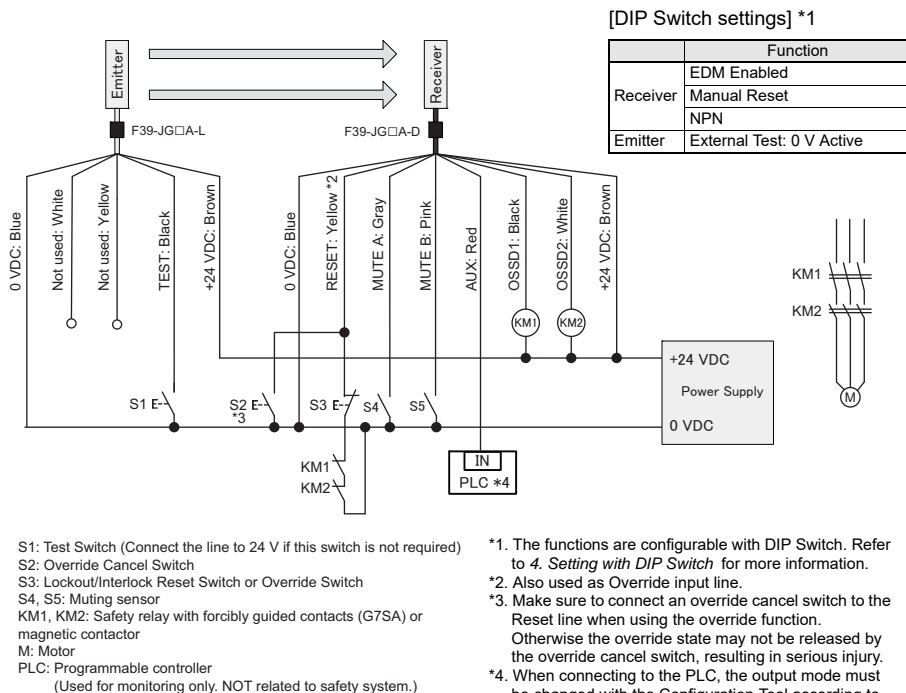 [DIP Switch settings] *1
Function
Receiver
EDM Enabled
Manual Reset
NPN
Emitter
External Test: 0 V Active
Emitter
Receiver
F39-JG□A-L
F39-JG□A-D
0 VDC: Blue
Not used: White
Not used: Yellow
TEST: Black
+24 VDC: Brown
0 VDC: Blue
RESET: Yellow *2
MUTE A: Gray
MUTE B: Pink
AUX: Red
OSSD1: Black
OSSD2: White
+24 VDC: Brown
KM1
KM2
KM1
KM2
M
+24 VDC
Power Supply
0 VDC
S1
S2
*3
S3
S4
S5
KM1
KM2
IN
PLC *4
S1: Test Switch (Connect the line to 24 V if this switch is not required)
S2: Override Cancel Switch
S3: Lockout/Interlock Reset Switch or Override Switch
S4, S5: Muting sensor
KM1, KM2: Safety relay with forcibly guided contacts (G7SA) or
magnetic contactor
M: Motor
PLC: Programmable controller
(Used for monitoring only. NOT related to safety system.)
*1. The functions are configurable with DIP Switch. Refer
to 4. Setting with DIP Switch for more information.
*2. Also used as Override input line.
*3. Make sure to connect an override cancel switch to the
Reset line when using the override function.
Otherwise the override state may not be released by
the override cancel switch, resulting in serious injury.
*4. When connecting to the PLC, the output mode must
be changed with the Configuration Tool according to